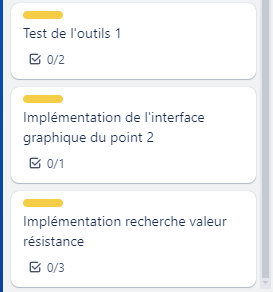 Test de l'outils 1
0/2
Implémentation de l'interface
graphique du point 2
0/1
Implémentation recherche valeur
résistance
0/3